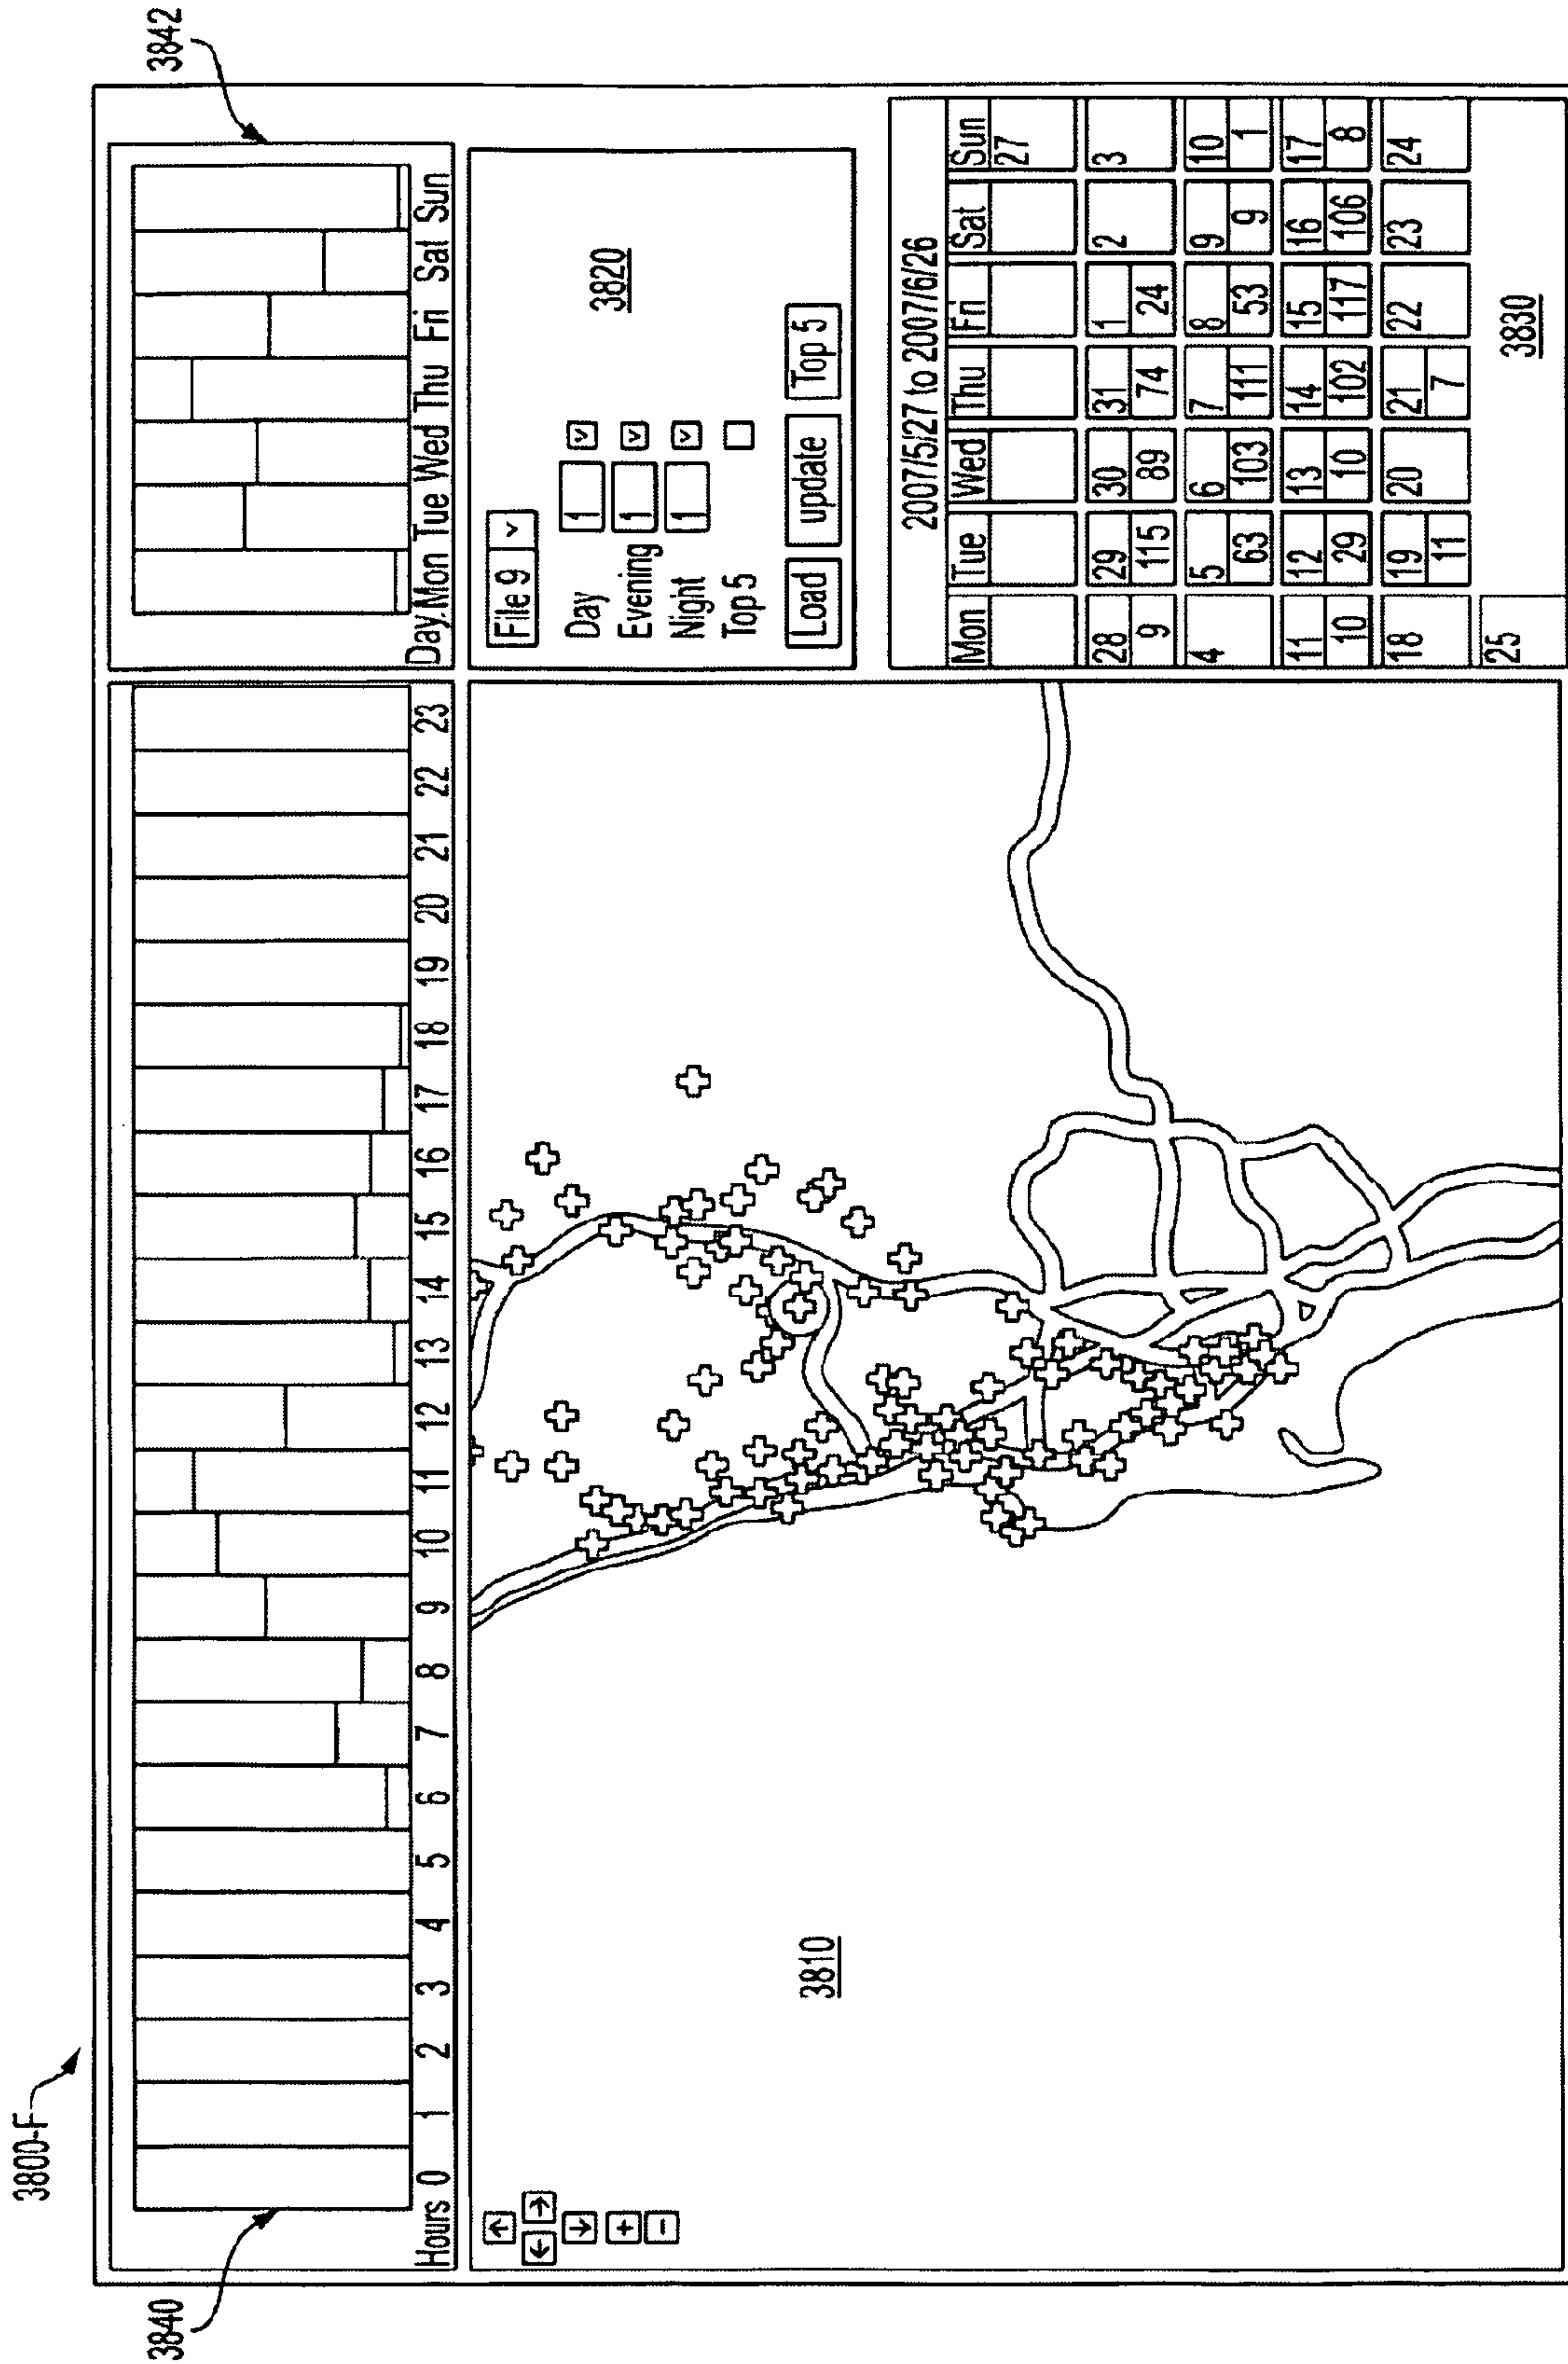 3800-F
3840
3842
Hours 0 1 2 3 4 5 6 7 8 9 10 11 12 13 14 15 16 17 18 19 20 21 22 23
Day. Mon Tue Wed Thu Fri Sat Sun
3810
File 9 v
Day 1 v
Evening 1 v
Night 1 v
Top 5
3820
Load update Top 5
2007/5/27 to 2007/6/26
Mon Tue Wed Thu Fri Sat Sun
27
28 29 30 31 1 2 3
9 115 89 74 24
4 5 6 7 8 9 10
63 103 111 53 9 1
11 12 13 14 15 16 17
10 29 10 102 117 106 8
18 19 20 21 22 23 24
11 7
25
3830